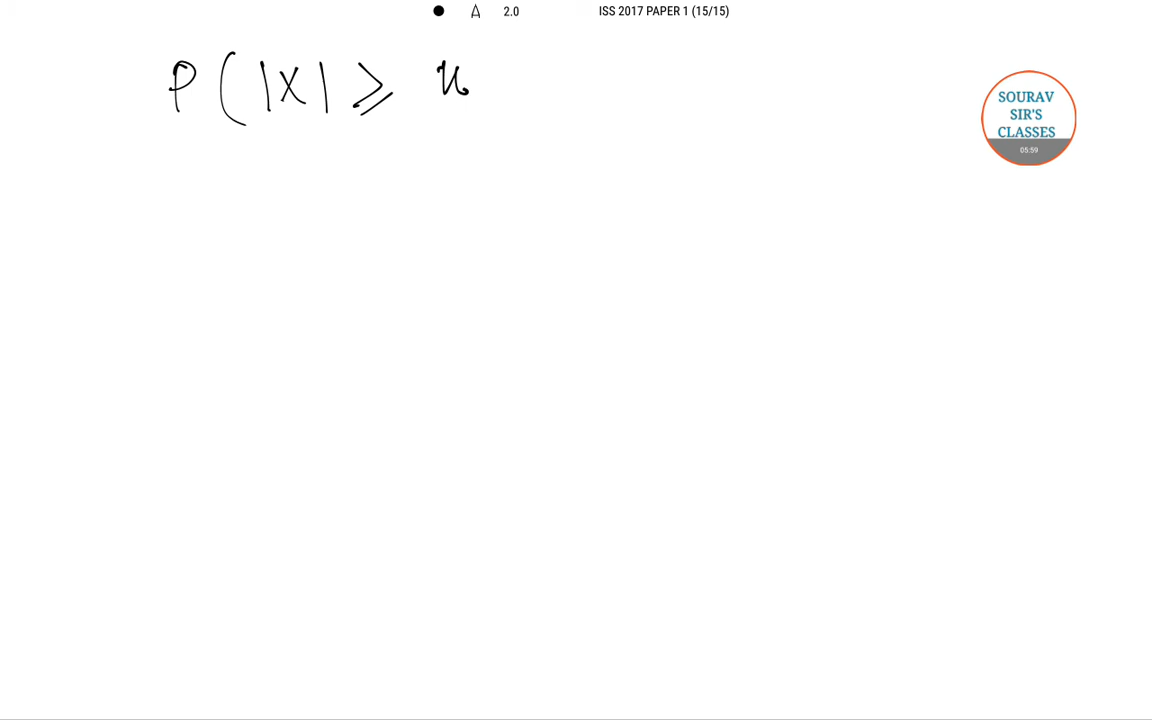 A 2.0 ISS 2017 PAPER 1 (15/15)
P(|X| ≥ x
SOURAV
SIR'S
CLASSES
05:59